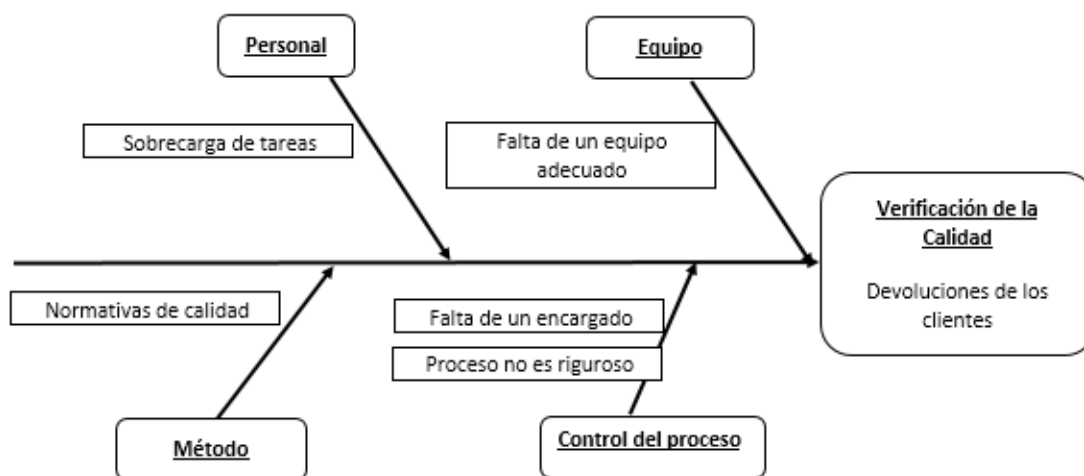 Personal
Equipo
Sobrecarga de tareas
Falta de un equipo
adecuado
Verificación de la
Calidad
Devoluciones de los
clientes
Normativas de calidad
Falta de un encargado
Proceso no es riguroso
Método
Control del proceso